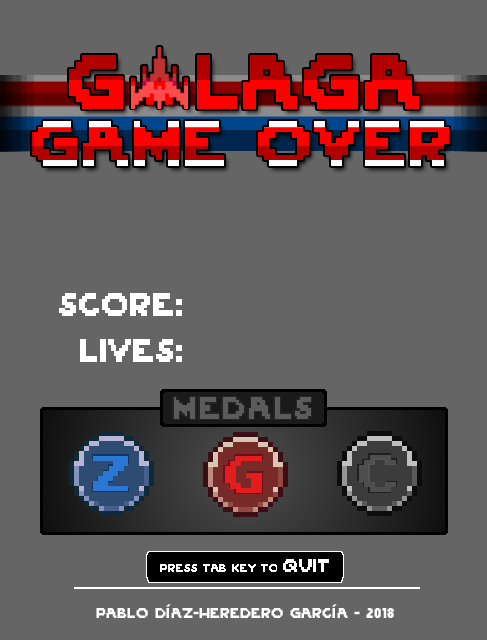 GALAGA
GAME OVER
SCORE:
LIVES:
MEDALS
Z G C
PRESS TAB KEY TO QUIT
PABLO DÍAZ-HEREDERO GARCÍA - 2018